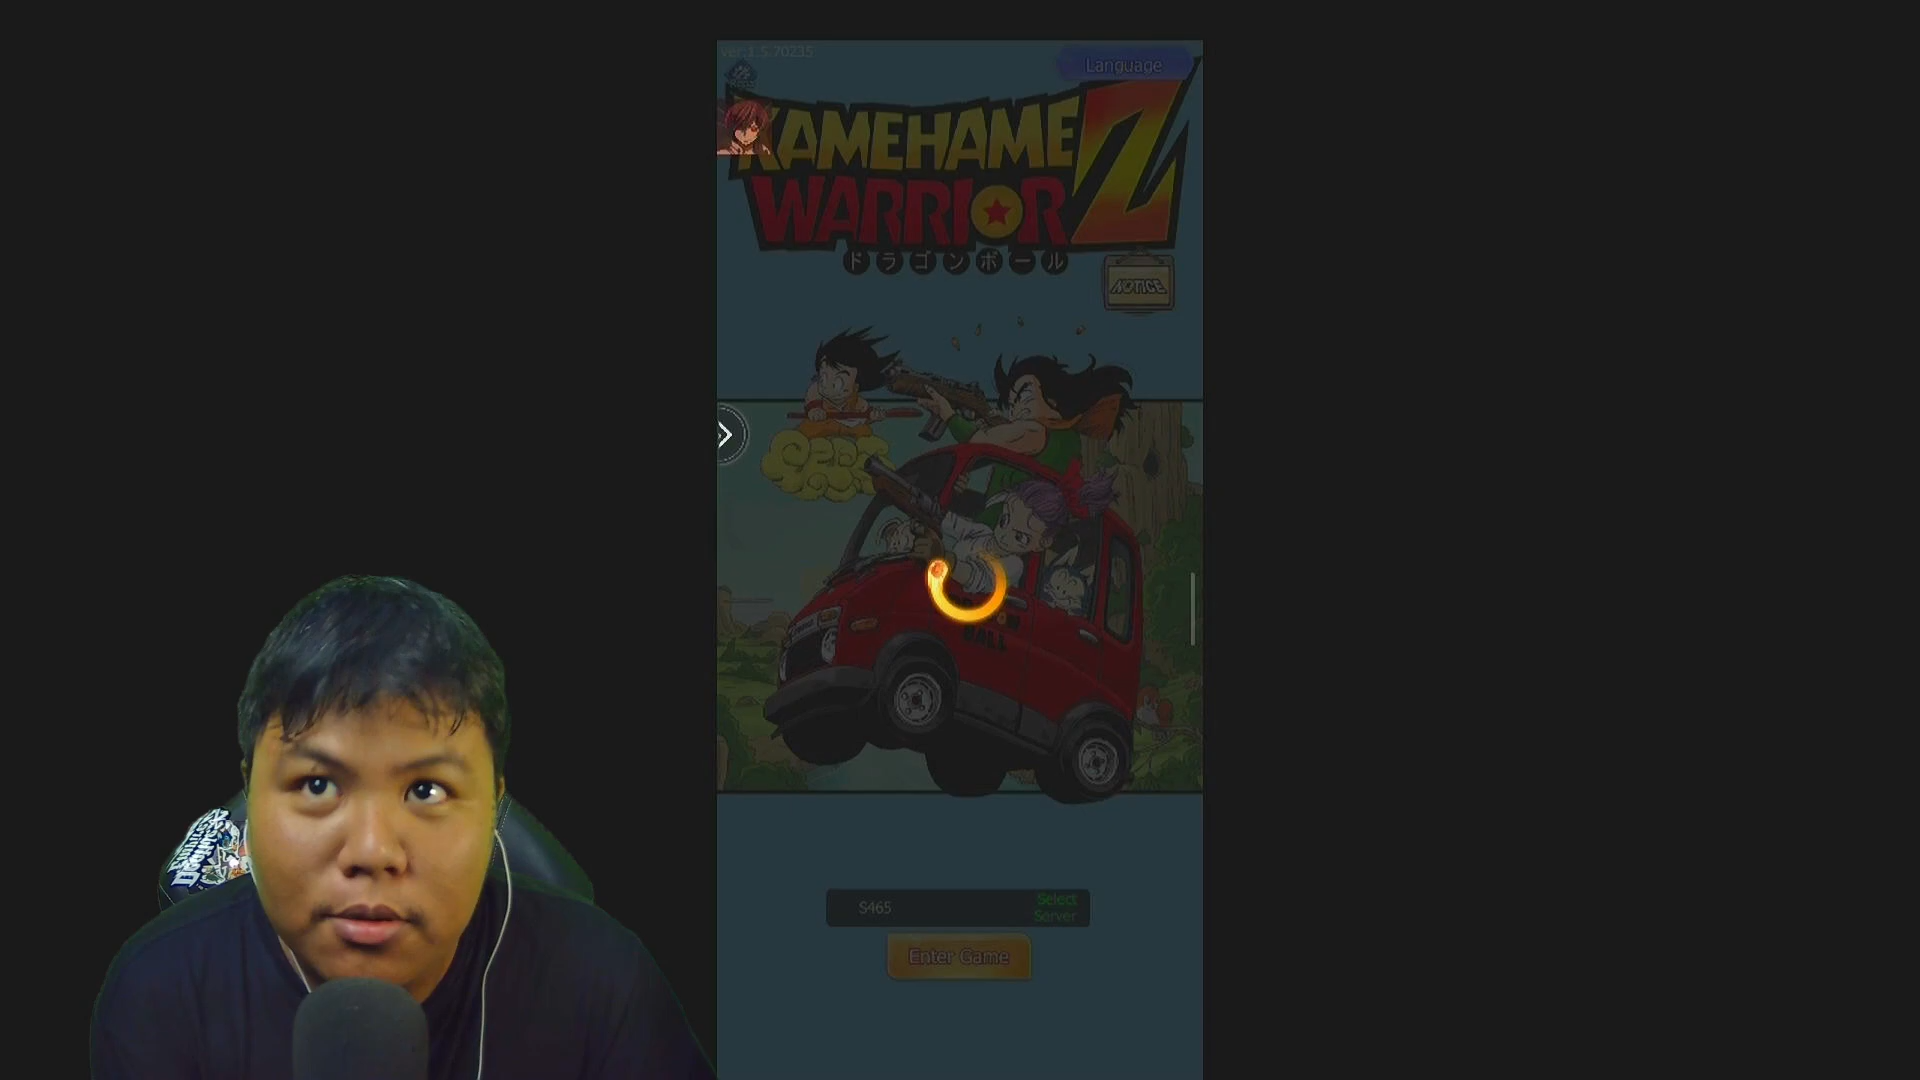 ver:1.5.70235
Language
KAMEHAME Z
WARRIOR
ドラゴンボール
NOTICE
BALL
S465
Select
Server
Enter Game